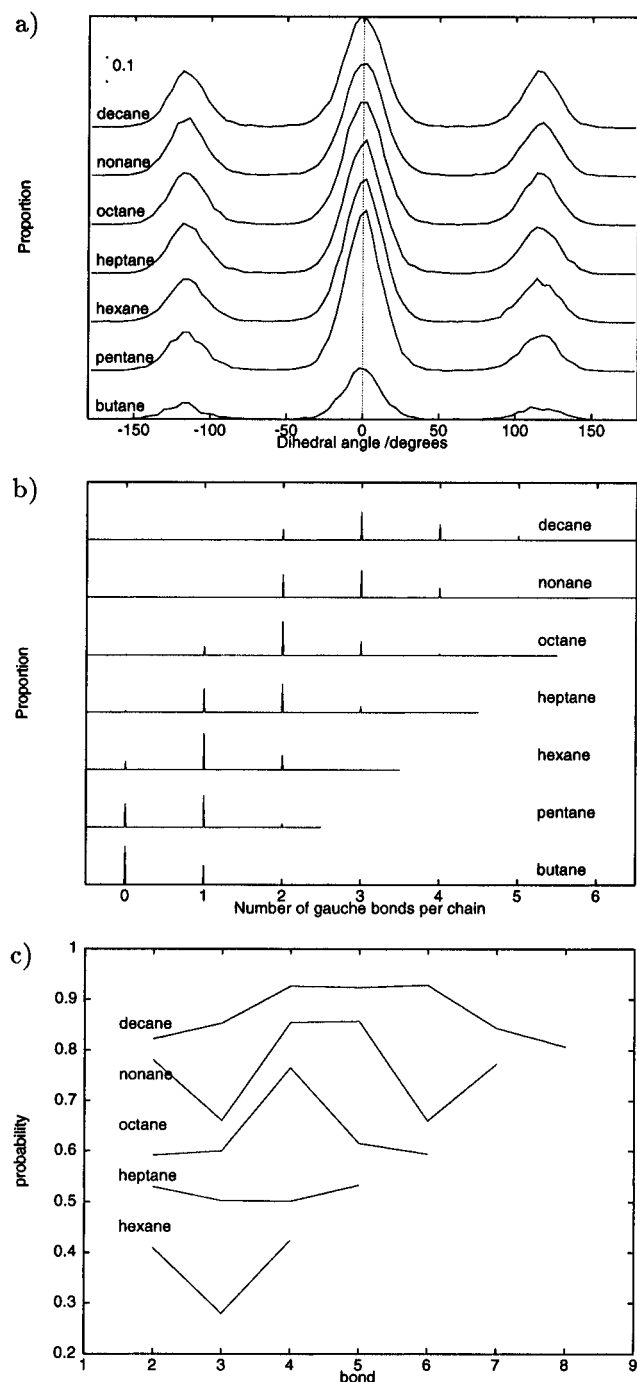 a)
0.1
decane
nonane
octane
heptane
hexane
pentane
butane
Proportion
-150 -100 -50 0 50 100 150
Dihedral angle /degrees
b)
decane
nonane
octane
heptane
hexane
pentane
butane
Proportion
0 1 2 3 4 5 6
Number of gauche bonds per chain
c)
1
0.9
0.8
0.7
0.6
0.5
0.4
0.3
0.2
decane
nonane
octane
heptane
hexane
probability
1 2 3 4 5 6 7 8 9
bond